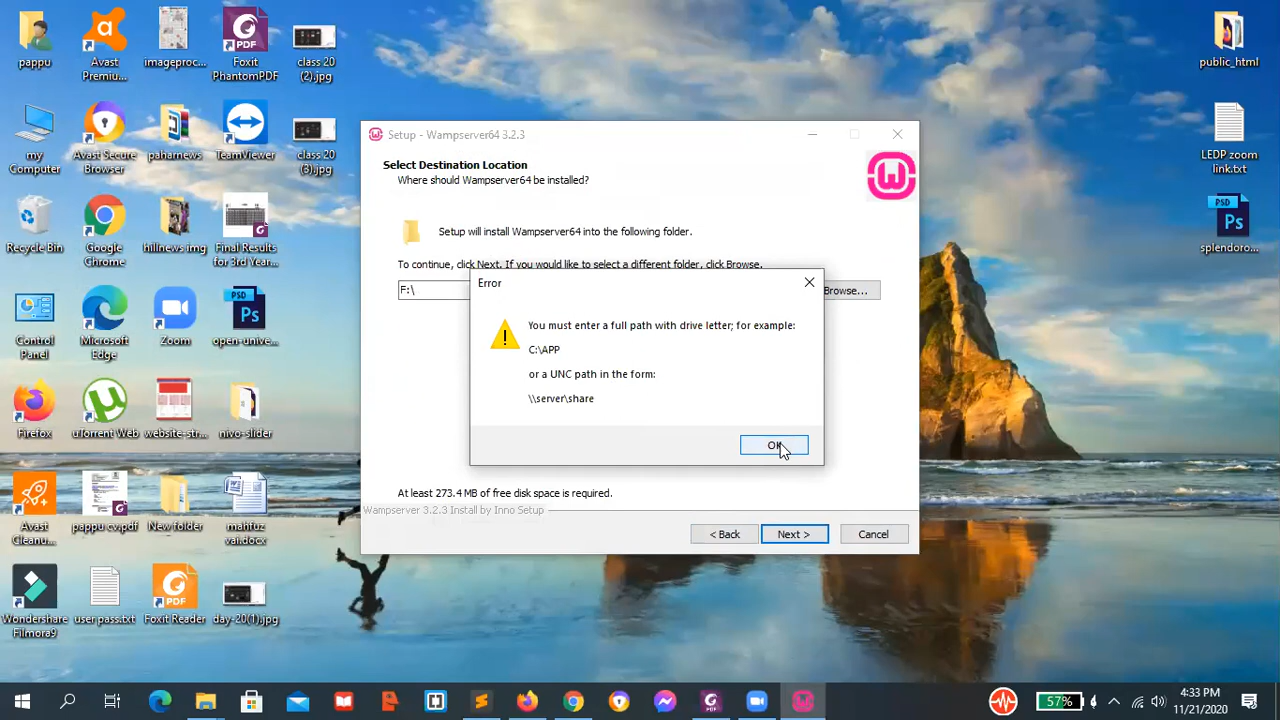 pappu
Avast Premiu...
imageproc...
Foxit PhantomPDF
class 20 (2).jpg
public_html
my Computer
Avast Secure Browser
paharnews
TeamViewer
class 20 (3).jpg
LEDP zoom link.txt
Recycle Bin
Google Chrome
hillnews img
Final Results for 3rd Year...
splendoro...
Control Panel
Microsoft Edge
Zoom
open-unive...
Firefox
uTorrent Web
website-str...
nivo-slider
Avast Cleanu...
pappu cv.pdf
New folder
mahfuz vai.docx
Wondershare Filmora9
user pass.txt
Foxit Reader
day-20(1).jpg
Setup - Wampserver64 3.2.3
Select Destination Location
Where should Wampserver64 be installed?
Setup will install Wampserver64 into the following folder.
To continue, click Next. If you would like to select a different folder, click Browse.
F:\
Browse...
Error
You must enter a full path with drive letter; for example:
C:\APP
or a UNC path in the form:
\\server\share
OK
At least 273.4 MB of free disk space is required.
Wampserver 3.2.3 Install by Inno Setup
< Back
Next >
Cancel
57%
4:33 PM
11/21/2020